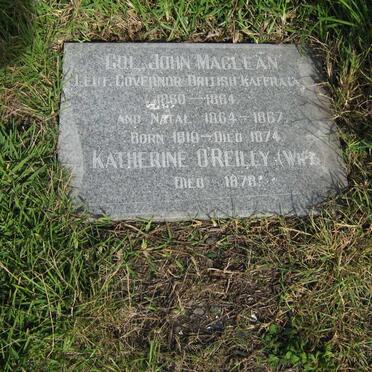 COL. JOHN MACLEAN
LEUT. GOVERNOR BRITISH KAFFRARIA
1860–1864
AND NATAL 1864–1867
BORN 1810–DIED 1874
KATHERINE O'REILLY (WIFE)
DIED 1878